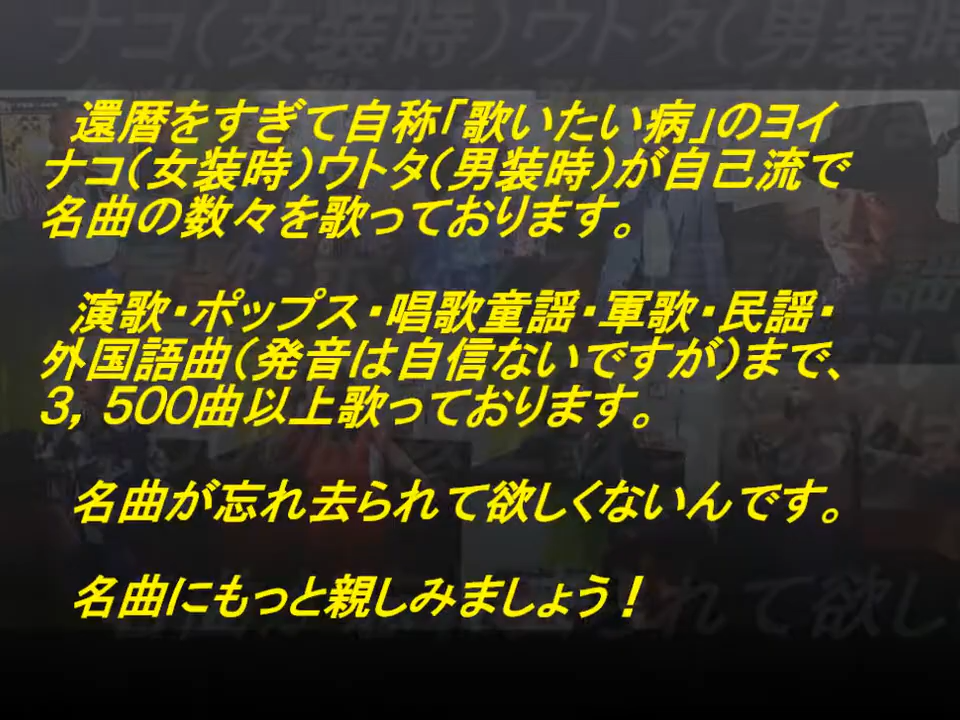 還暦をすぎて自称「歌いたい病」のヨイ
ナコ(女装時)ウトタ(男装時)が自己流で
名曲の数々を歌っております。
演歌・ポップス・唱歌童謡・軍歌・民謡・
外国語曲(発音は自信ないですが)まで、
３，５００曲以上歌っております。
名曲が忘れ去られて欲しくないんです。
名曲にもっと親しみましょう！